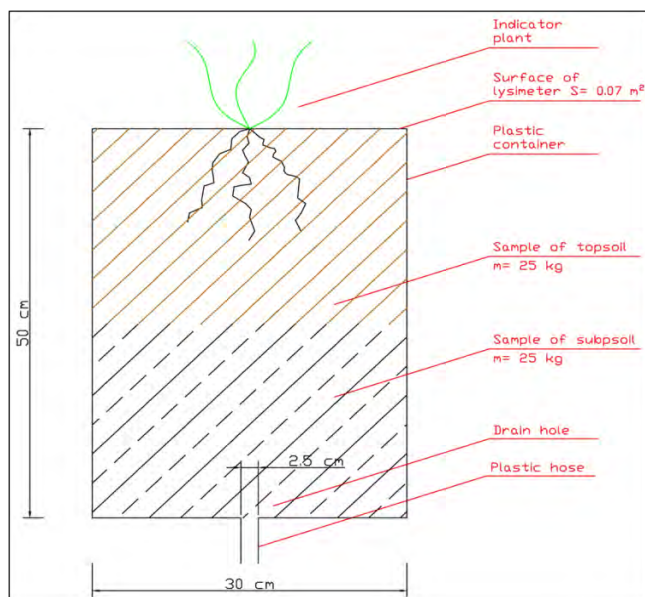 Indicator
plant
Surface of
lysimeter S= 0.07 m²
Plastic
container
Sample of topsoil
m= 25 kg
50 cm
Sample of subpsoil
m= 25 kg
Drain hole
2.5 cm
Plastic hose
30 cm